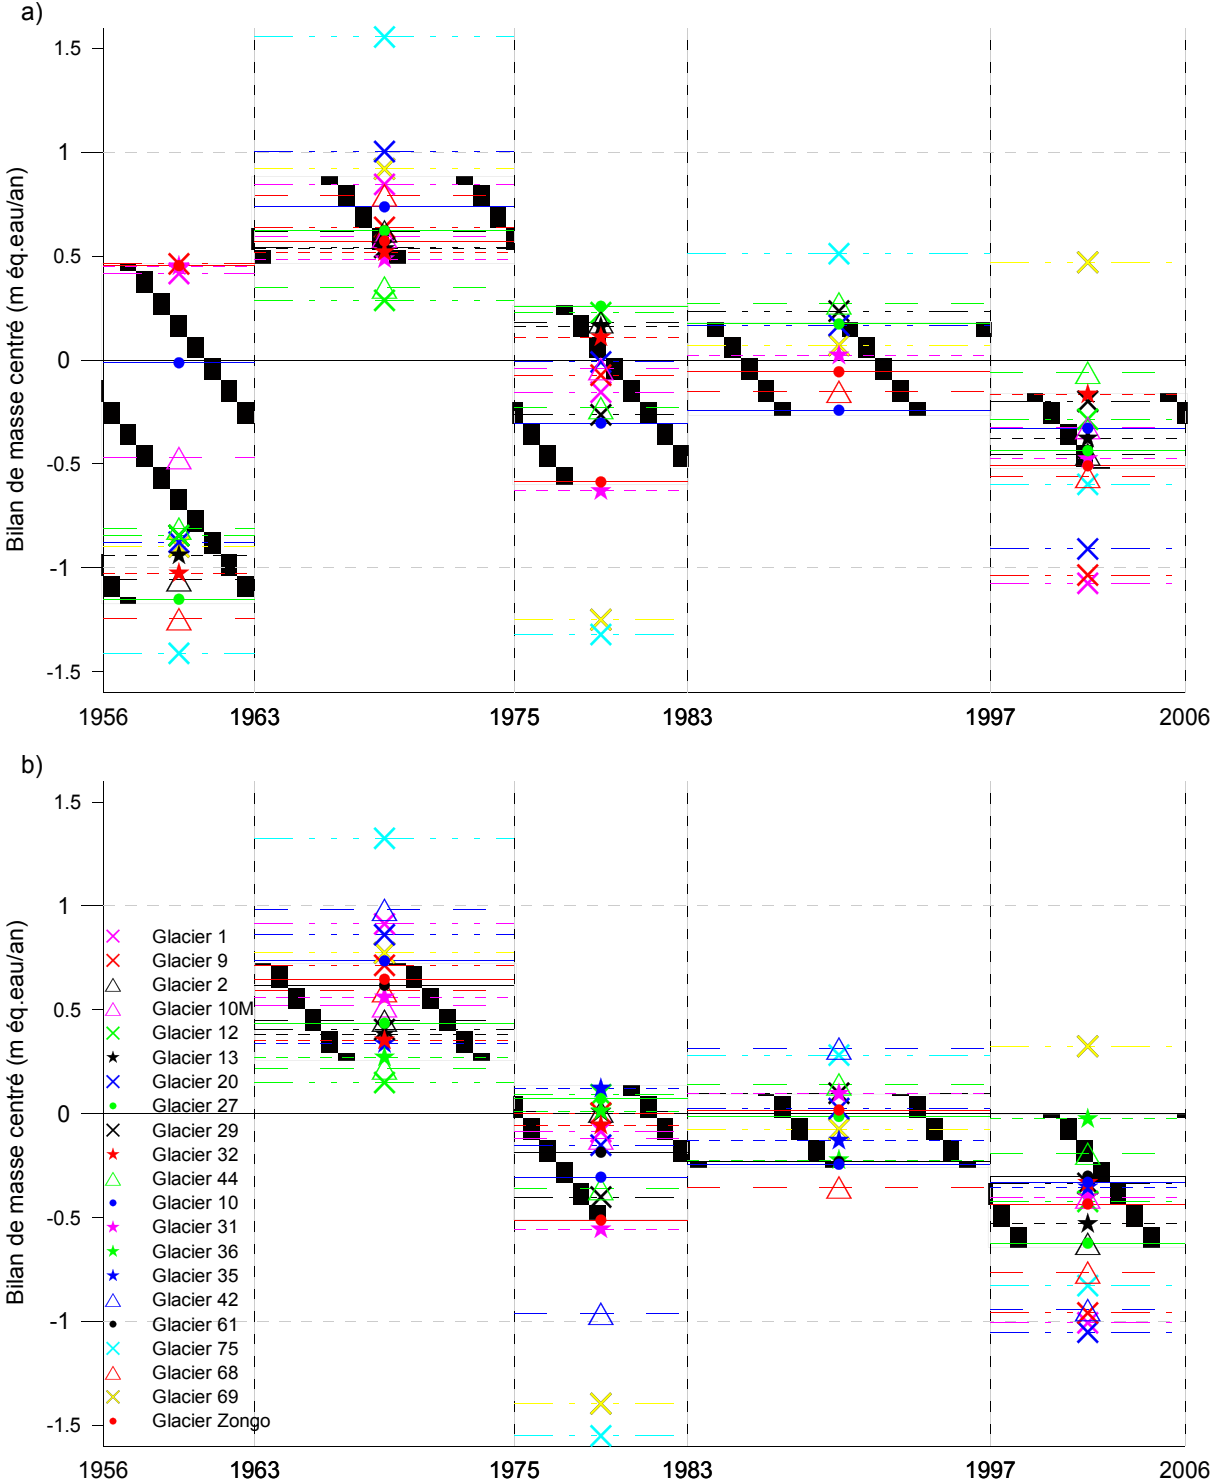 a)
Bilan de masse centré (m éq.eau/an)
1.5
1
0.5
0
-0.5
-1
-1.5
1956 1963 1975 1983 1997 2006
b)
Bilan de masse centré (m éq.eau/an)
1.5
1
0.5
0
-0.5
-1
-1.5
Glacier 1
Glacier 9
Glacier 2
Glacier 10M
Glacier 12
Glacier 13
Glacier 20
Glacier 27
Glacier 29
Glacier 32
Glacier 44
Glacier 10
Glacier 31
Glacier 36
Glacier 35
Glacier 42
Glacier 61
Glacier 75
Glacier 68
Glacier 69
Glacier Zongo
1956 1963 1975 1983 1997 2006